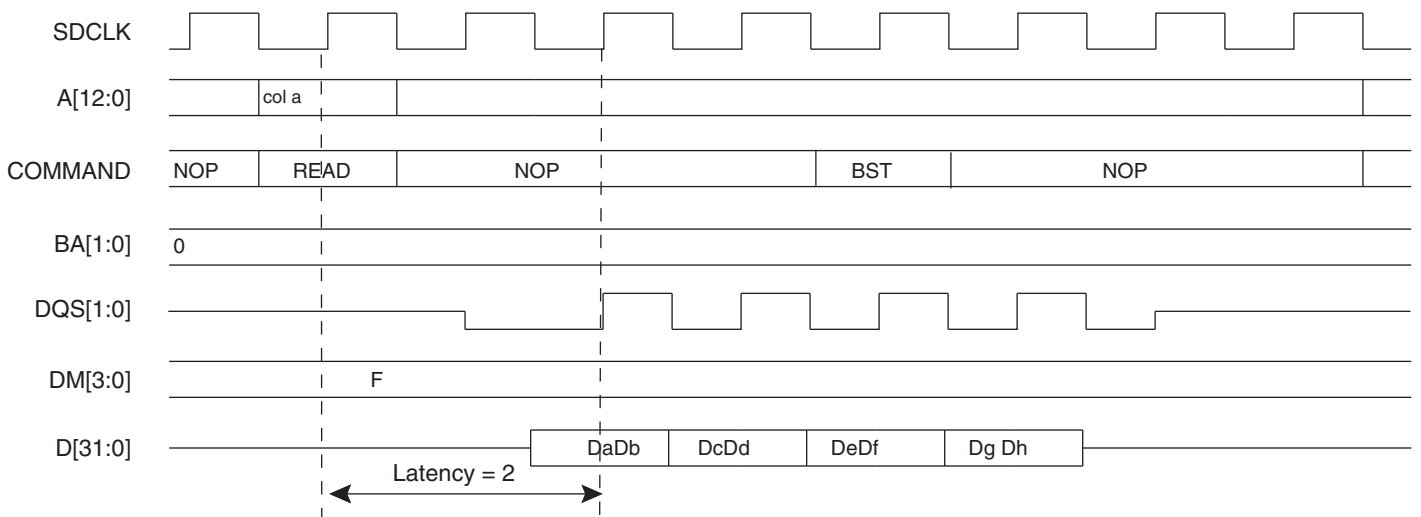 SDCLK
A[12:0]
col a
COMMAND
NOP READ NOP BST NOP
BA[1:0]
0
DQS[1:0]
DM[3:0]
F
D[31:0]
DaDb DcDd DeDf Dg Dh
Latency = 2